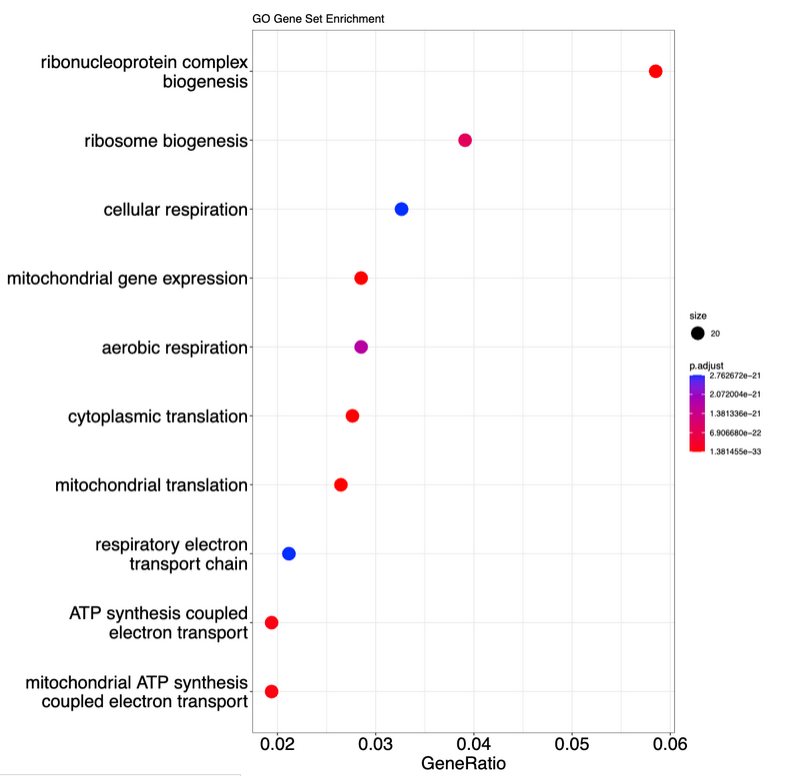 GO Gene Set Enrichment
ribonucleoprotein complex
biogenesis
ribosome biogenesis
cellular respiration
mitochondrial gene expression
aerobic respiration
cytoplasmic translation
mitochondrial translation
respiratory electron
transport chain
ATP synthesis coupled
electron transport
mitochondrial ATP synthesis
coupled electron transport
0.02 0.03 0.04 0.05 0.06
GeneRatio
size
20
p.adjust
2.762672e−21
2.072004e−21
1.381336e−21
6.906680e−22
1.381455e−33